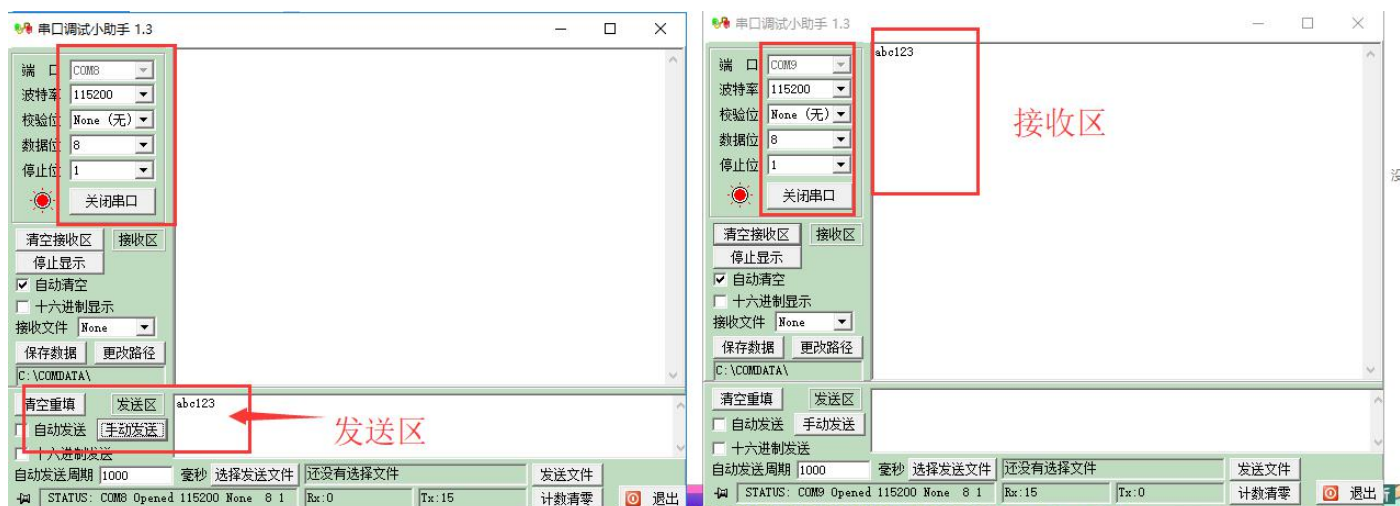 串口调试小助手 1.3
端 口 COM8
波特率 115200
校验位 None (无)
数据位 8
停止位 1
关闭串口
清空接收区 接收区
停止显示
自动清空
十六进制显示
接收文件 None
保存数据 更改路径
C:\COMDATA\
清空重填 发送区 abc123
自动发送 手动发送
发送区
十六进制发送
自动发送周期 1000 毫秒 选择发送文件 还没有选择文件 发送文件
STATUS: COM8 Opened 115200 None 8 1 Rx:0 Tx:15 计数清零 退出
串口调试小助手 1.3
端 口 COM9
abc123
波特率 115200
校验位 None (无)
接收区
数据位 8
停止位 1
关闭串口
清空接收区 接收区
停止显示
自动清空
十六进制显示
接收文件 None
保存数据 更改路径
C:\COMDATA\
清空重填 发送区
自动发送 手动发送
十六进制发送
自动发送周期 1000 毫秒 选择发送文件 还没有选择文件 发送文件
STATUS: COM9 Opened 115200 None 8 1 Rx:15 Tx:0 计数清零 退出